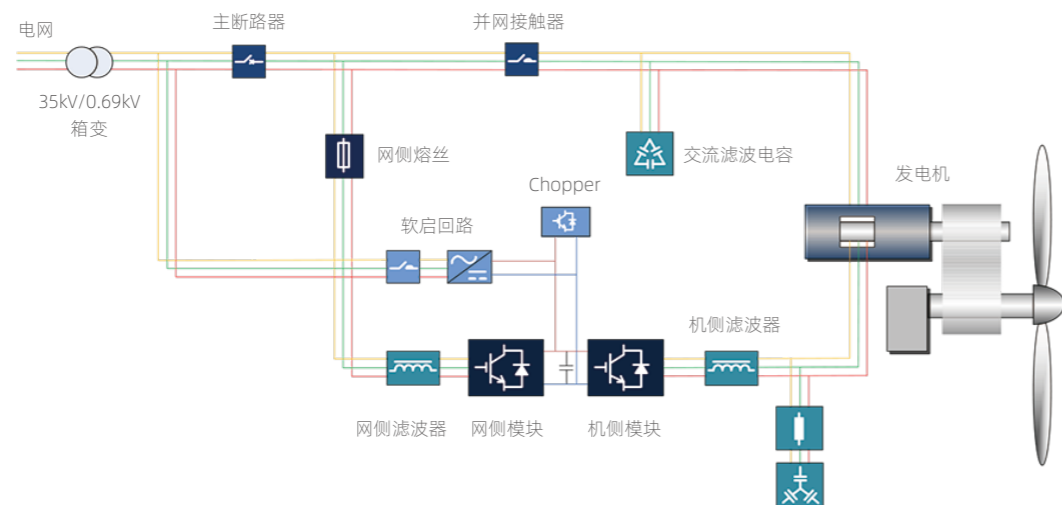 电网
主断路器
并网接触器
35kV/0.69kV
箱变
网侧熔丝
交流滤波电容
发电机
Chopper
软启回路
机侧滤波器
网侧滤波器
网侧模块
机侧模块